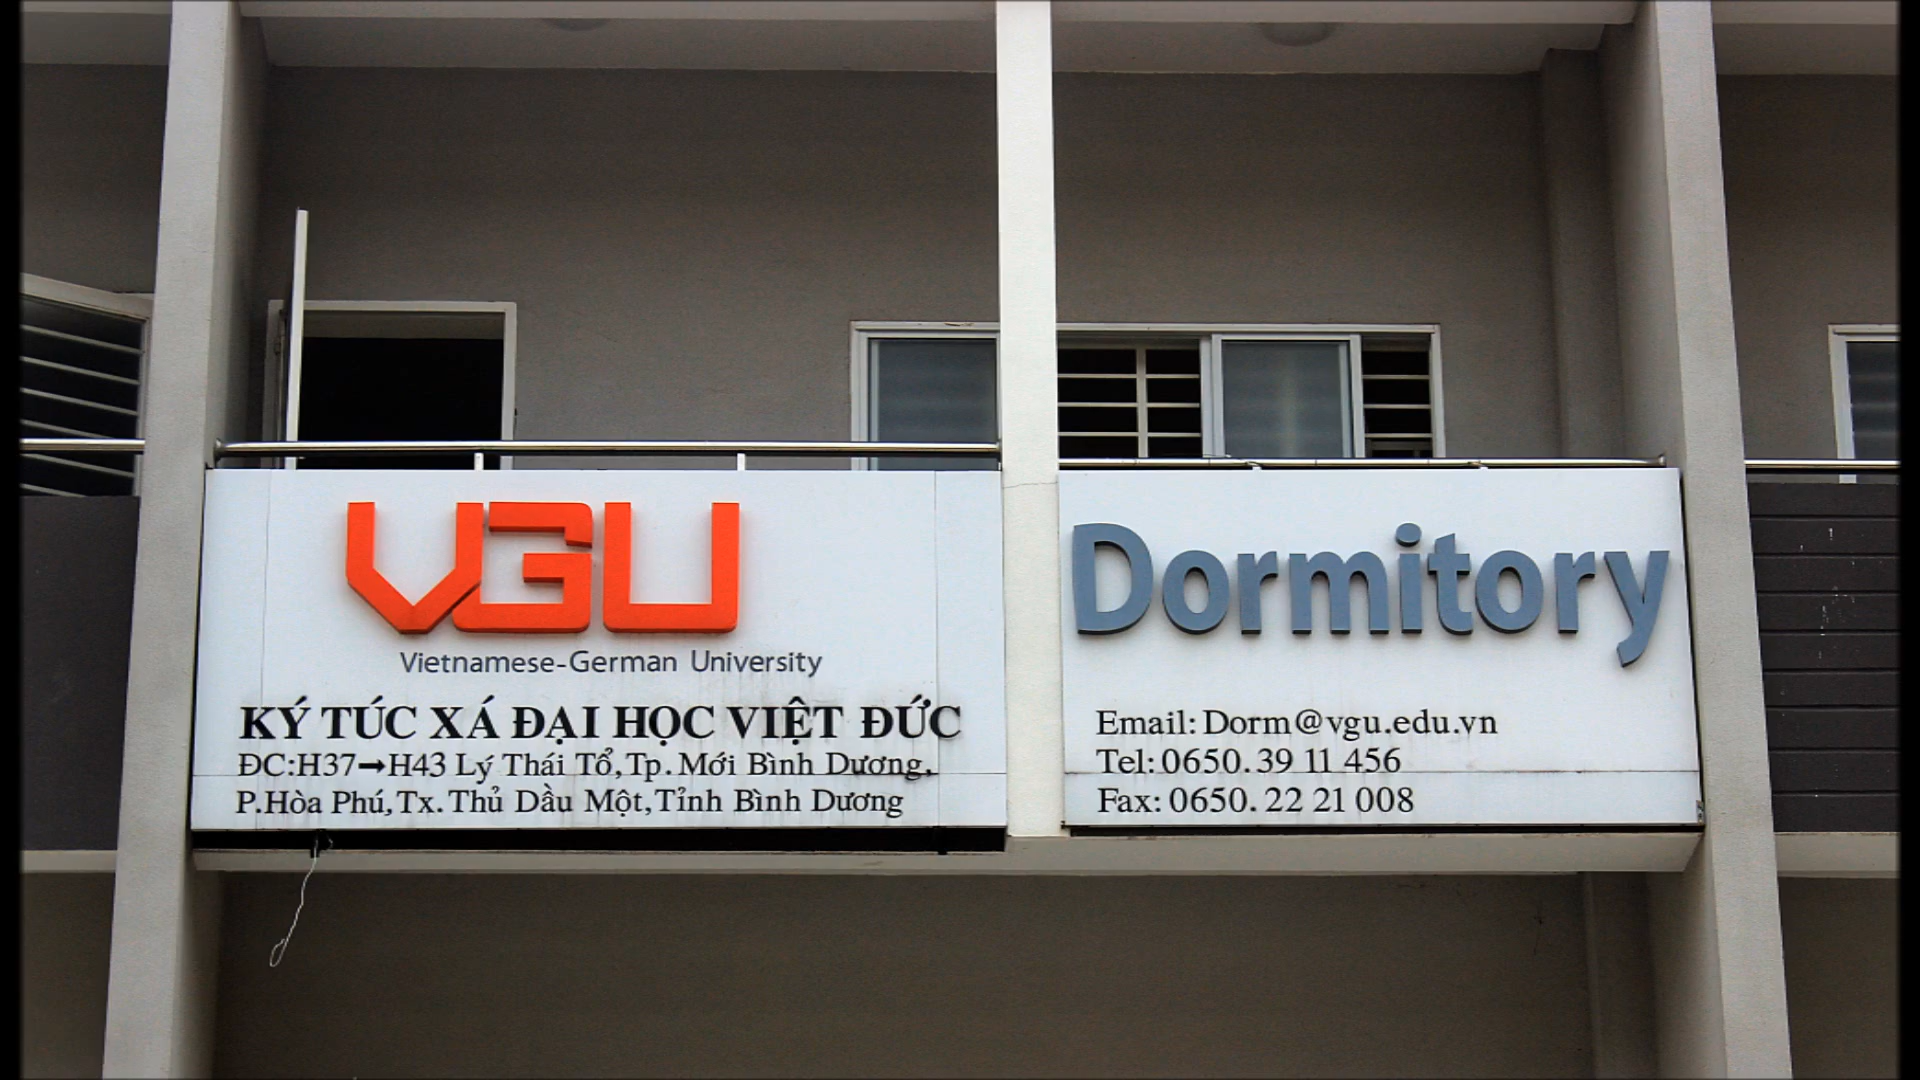 VGU
Vietnamese-German University
KÝ TÚC XÁ ĐẠI HỌC VIỆT ĐỨC
ĐC:H37→H43 Lý Thái Tổ,Tp.Mới Bình Dương,
P.Hòa Phú,Tx.Thủ Dầu Một,Tỉnh Bình Dương
Dormitory
Email: Dorm@vgu.edu.vn
Tel: 0650.39 11 456
Fax: 0650.22 21 008